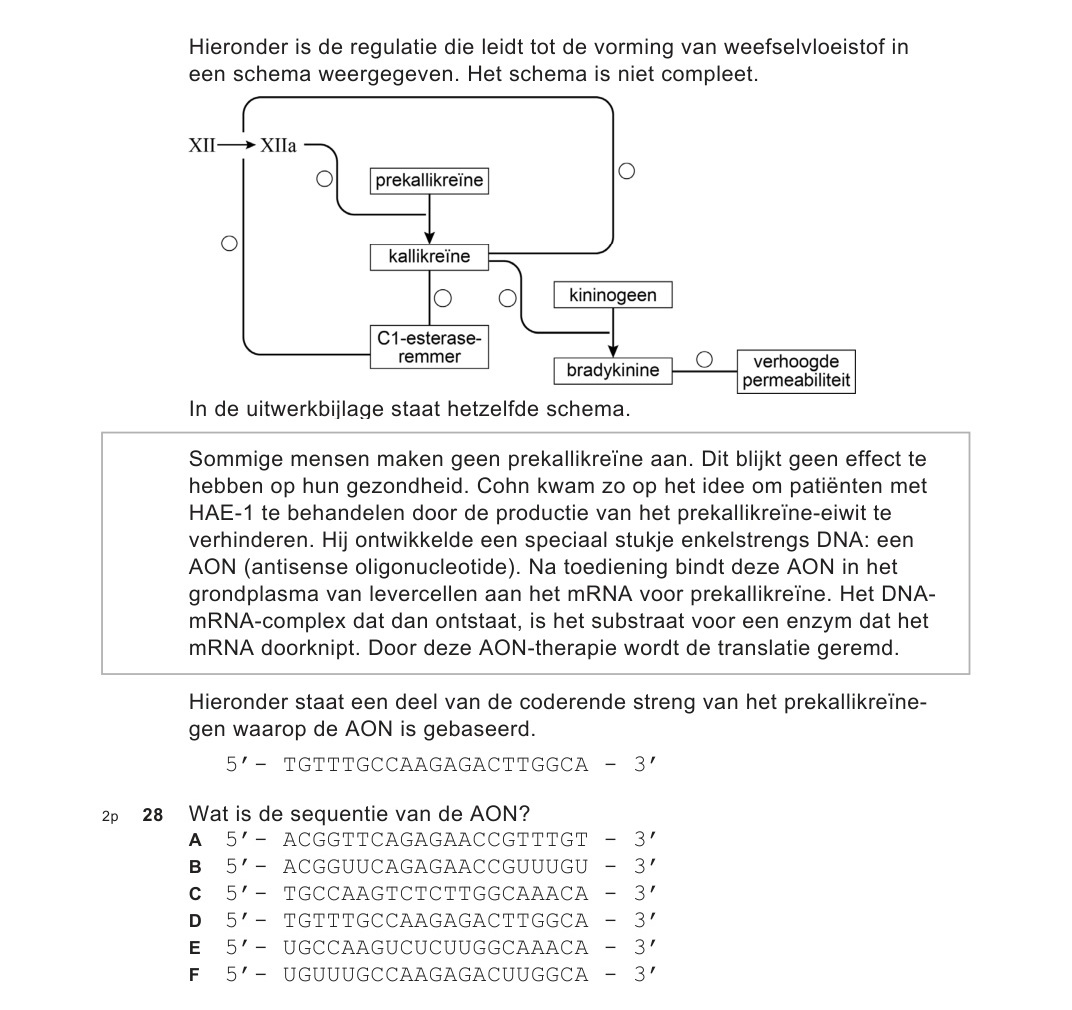 Hieronder is de regulatie die leidt tot de vorming van weefselvloeistof in
een schema weergegeven. Het schema is niet compleet.
XII
XIIa
prekallikreïne
kallikreïne
kininogeen
C1-esterase-
remmer
bradykinine
verhoogde
permeabiliteit
In de uitwerkbijlage staat hetzelfde schema.
Sommige mensen maken geen prekallikreïne aan. Dit blijkt geen effect te
hebben op hun gezondheid. Cohn kwam zo op het idee om patiënten met
HAE-1 te behandelen door de productie van het prekallikreïne-eiwit te
verhinderen. Hij ontwikkelde een speciaal stukje enkelstrengs DNA: een
AON (antisense oligonucleotide). Na toediening bindt deze AON in het
grondplasma van levercellen aan het mRNA voor prekallikreïne. Het DNA-
mRNA-complex dat dan ontstaat, is het substraat voor een enzym dat het
mRNA doorknipt. Door deze AON-therapie wordt de translatie geremd.
Hieronder staat een deel van de coderende streng van het prekallikreïne-
gen waarop de AON is gebaseerd.
5′- TGTTTGCCAAGAGACTTGGCA - 3′
2p 28 Wat is de sequentie van de AON?
A 5′- ACGGTTCAGAGAACCGTTTGT - 3′
B 5′- ACGGUUCAGAGAACCGUUUGU - 3′
C 5′- TGCCAAGTCTCTTGGCAAACA - 3′
D 5′- TGTTTGCCAAGAGACTTGGCA - 3′
E 5′- UGCCAAGUCUCUUGGCAAACA - 3′
F 5′- UGUUUGCCAAGAGACUUGGCA - 3′